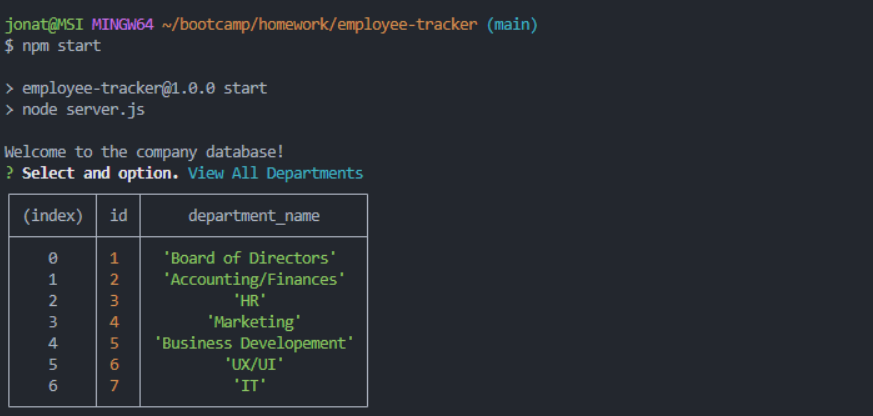 jonat@MSI MINGW64 ~/bootcamp/homework/employee-tracker (main)
$ npm start
> employee-tracker@1.0.0 start
> node server.js
Welcome to the company database!
? Select and option. View All Departments
(index) id department_name
0 1 'Board of Directors'
1 2 'Accounting/Finances'
2 3 'HR'
3 4 'Marketing'
4 5 'Business Developement'
5 6 'UX/UI'
6 7 'IT'